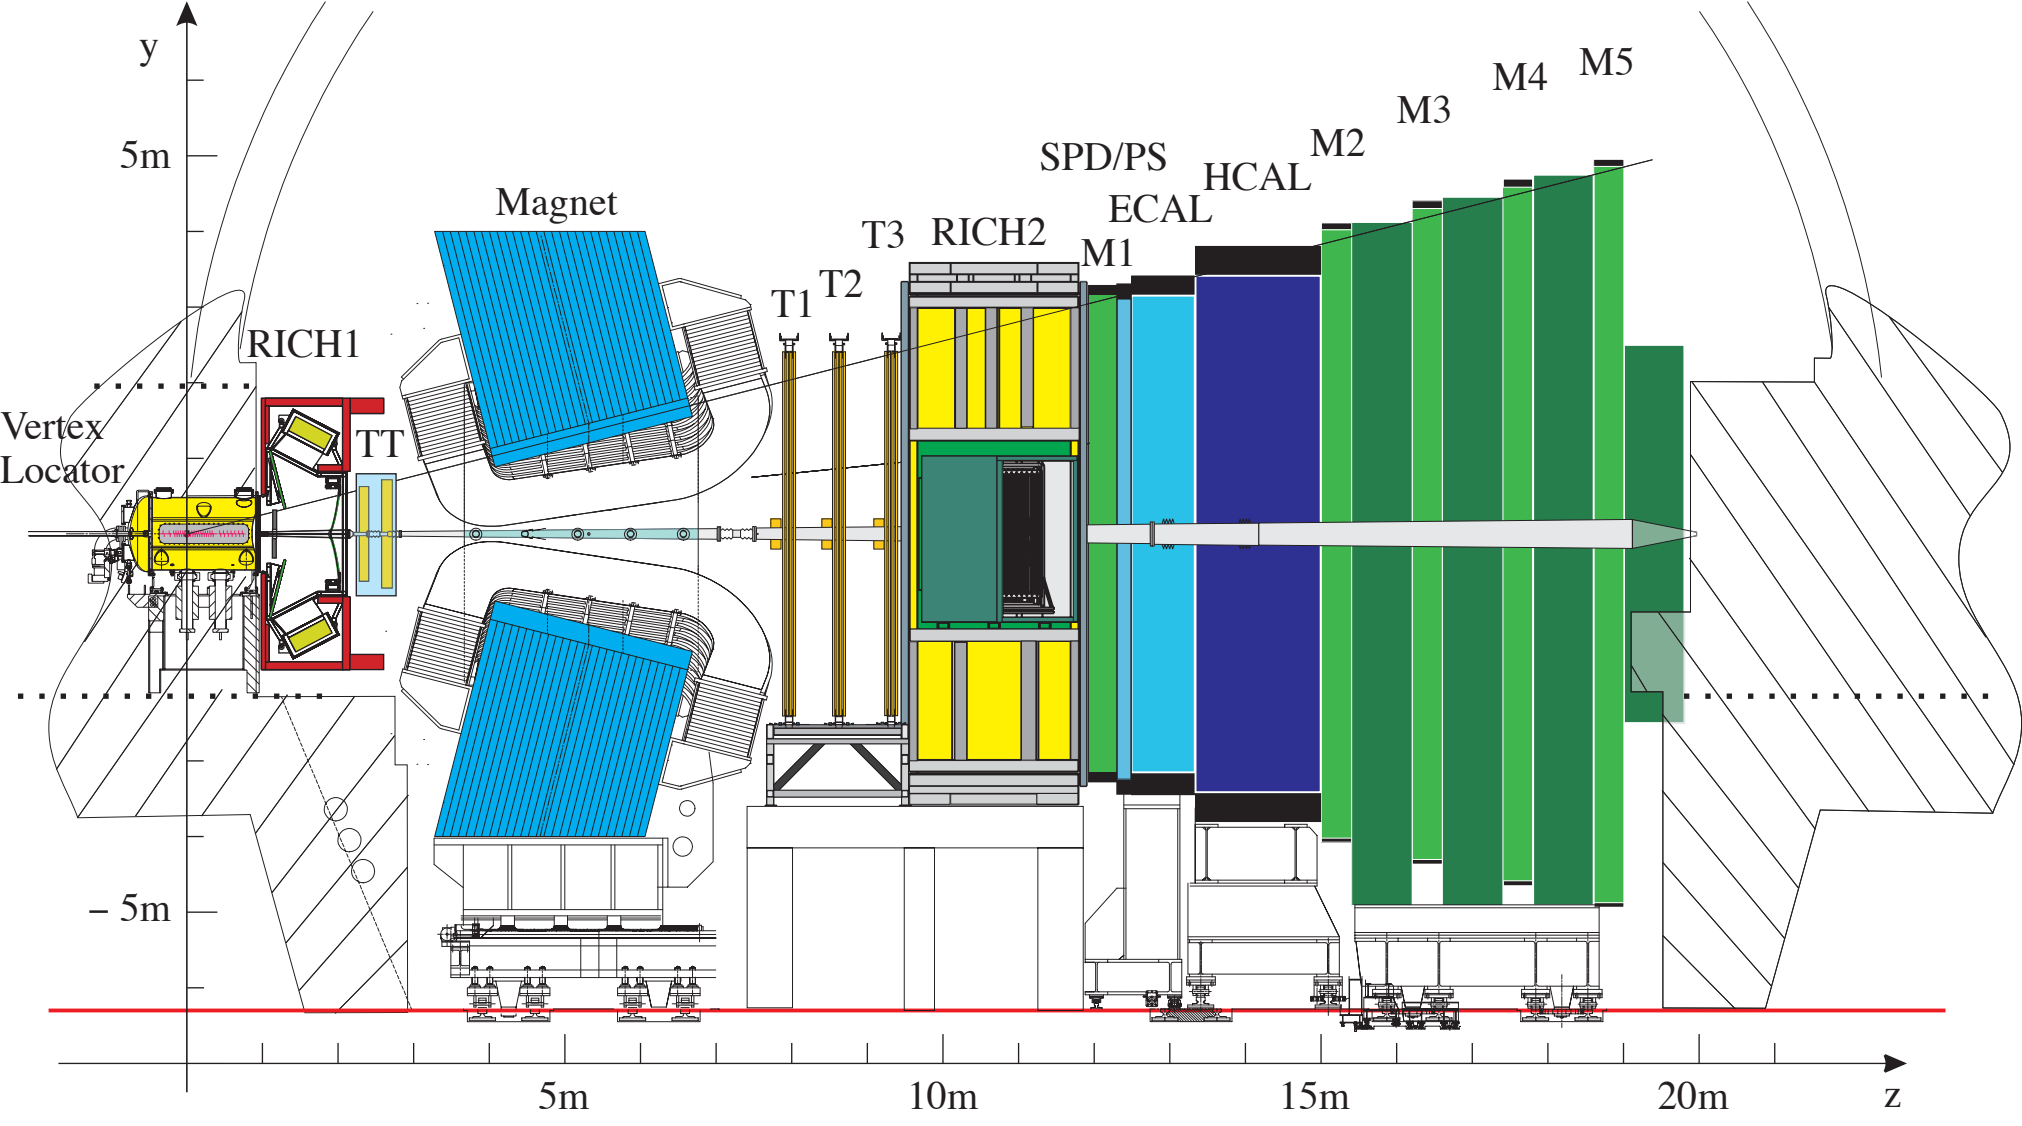 y
5m
Magnet
RICH1
Vertex
Locator
TT
T1
T2
T3
RICH2
M1
SPD/PS
ECAL
HCAL
M2
M3
M4
M5
– 5m
5m
10m
15m
20m
z